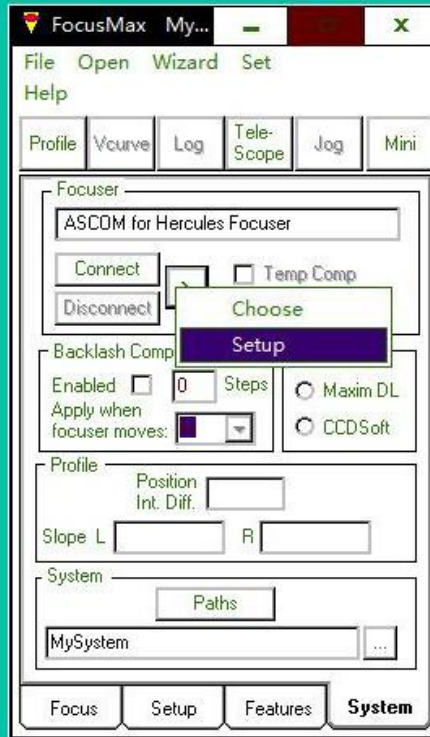 FocusMax My...
File Open Wizard Set
Help
Profile Vcurve Log Tele-Scope Jog Mini
Focuser
ASCOM for Hercules Focuser
Connect
Temp Comp
Disconnect
Choose
Setup
Backlash Comp
Enabled 0 Steps
Apply when
focuser moves:
Maxim DL
CCDSoft
Profile
Position
Int. Diff.
Slope L R
System
Paths
MySystem ...
Focus Setup Features System